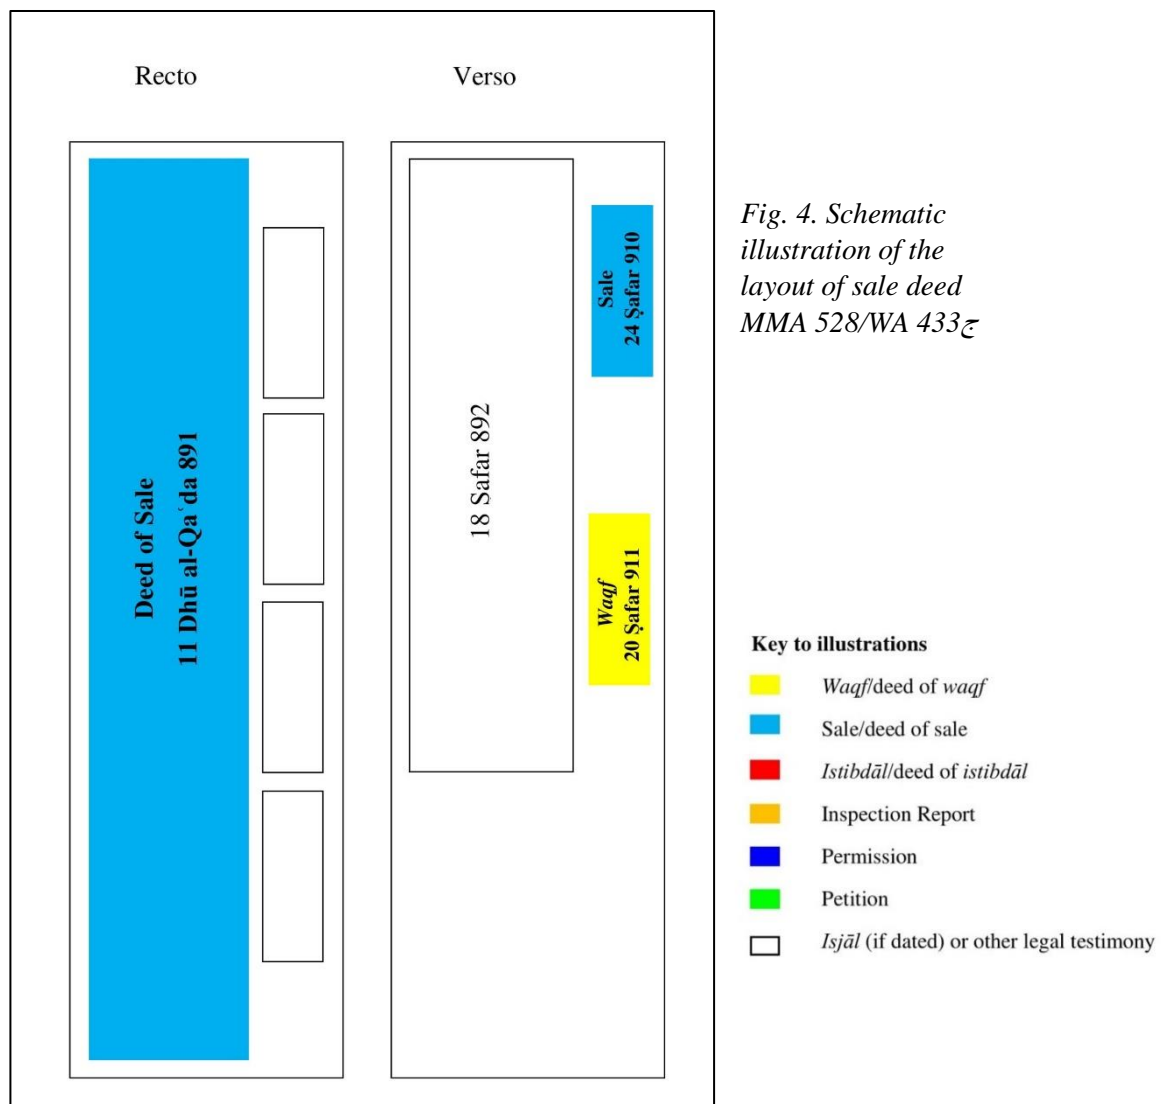 Recto
Verso
Deed of Sale
11 Dhū al-Qaʿda 891
18 Ṣafar 892
Sale
24 Ṣafar 910
Waqf
20 Ṣafar 911
Fig. 4. Schematic
illustration of the
layout of sale deed
MMA 528/WA 433ج
Key to illustrations
Waqf/deed of waqf
Sale/deed of sale
Istibdāl/deed of istibdāl
Inspection Report
Permission
Petition
Isjāl (if dated) or other legal testimony